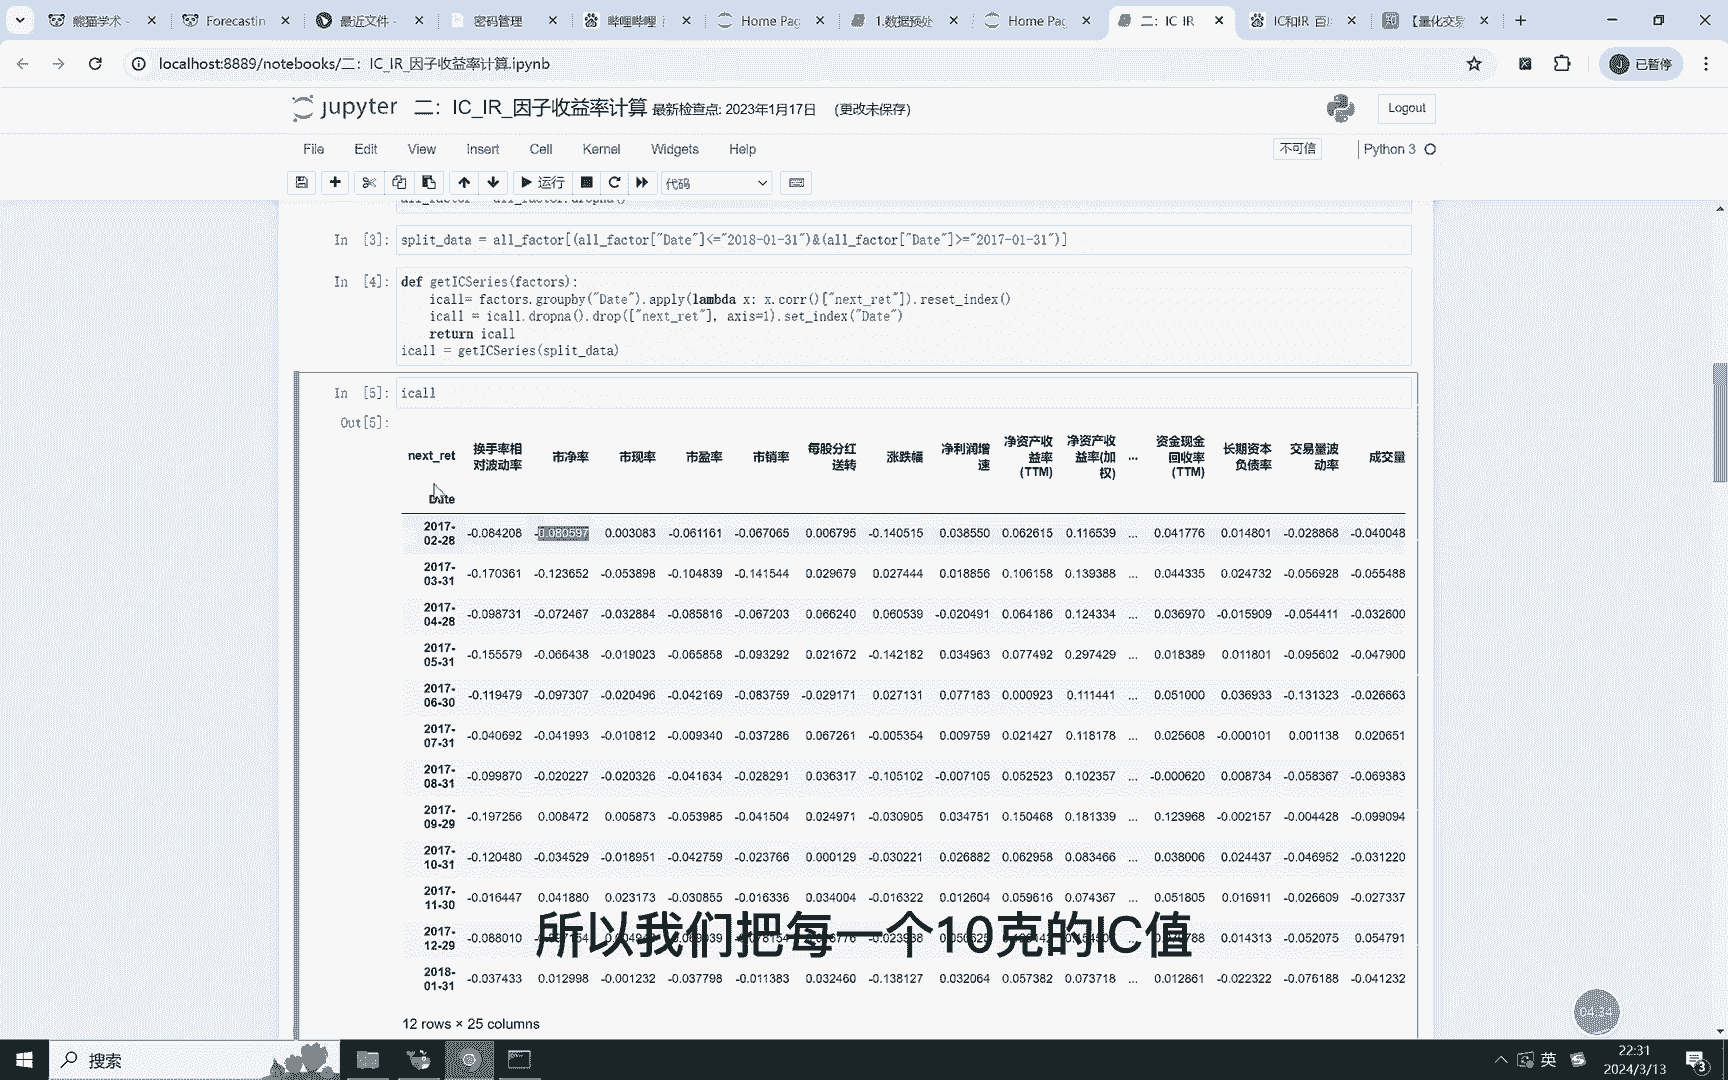 熊猫学术 -
Forecastin
最近文件 -
密码管理
哔哩哔哩
Home Pag
1.数据预处
Home Pag
二：IC_IR_
IC和IR_百度
【量化交易
localhost:8889/notebooks/二：IC_IR_因子收益率计算.ipynb
已暂停
jupyter 二：IC_IR_因子收益率计算 最新检查点: 2023年1月17日 (更改未保存)
Logout
File Edit View Insert Cell Kernel Widgets Help
不可信
Python 3
运行
代码
all_factor = all_factor.dropna()
In [3]: split_data = all_factor[(all_factor["Date"]<="2018-01-31")&(all_factor["Date"]>="2017-01-31")]
In [4]: def getICSeries(factors):
icall= factors.groupby("Date").apply(lambda x: x.corr()["next_ret"]).reset_index()
icall = icall.dropna().drop(["next_ret"], axis=1).set_index("Date")
return icall
icall = getICSeries(split_data)
In [5]: icall
Out[5]:
next_ret 换手率相对波动率 市净率 市现率 市盈率 市销率 每股分红送转 涨跌幅 净利润增速 净资产收益率(TTM) 净资产收益率(加权) ... 资金现金回收率(TTM) 长期资本负债率 交易量波动率 成交量
Date
2017-02-28 -0.084208 -0.080597 0.003083 -0.061161 -0.067065 0.006795 -0.140515 0.038550 0.062615 0.116539 ... 0.041776 0.014801 -0.028868 -0.040048
2017-03-31 -0.170361 -0.123652 -0.053898 -0.104839 -0.141544 0.029679 0.027444 0.018856 0.106158 0.139388 ... 0.044335 0.024732 -0.056928 -0.055488
2017-04-28 -0.098731 -0.072467 -0.032884 -0.085816 -0.067203 0.066240 0.060539 -0.020491 0.064186 0.124334 ... 0.036970 -0.015909 -0.054411 -0.032600
2017-05-31 -0.155579 -0.066438 -0.019023 -0.065858 -0.093292 0.021672 -0.142182 0.034963 0.077492 0.297429 ... 0.018389 0.011801 -0.095602 -0.047900
2017-06-30 -0.119479 -0.097307 -0.020496 -0.042169 -0.083759 -0.029171 0.027131 0.077183 0.000923 0.111441 ... 0.051000 0.036933 -0.131323 -0.026663
2017-07-31 -0.040692 -0.041993 -0.010812 -0.009340 -0.037286 0.067261 -0.005354 0.009759 0.021427 0.118178 ... 0.025608 -0.000101 0.001138 0.020651
2017-08-31 -0.099870 -0.020227 -0.020326 -0.041634 -0.028291 0.036317 -0.105102 -0.007105 0.052523 0.102357 ... -0.000620 0.008734 -0.058367 -0.069383
2017-09-29 -0.197256 0.008472 0.005873 -0.053985 -0.041504 0.024971 -0.030905 0.034751 0.150468 0.181339 ... 0.123968 -0.002157 -0.004428 -0.099094
2017-10-31 -0.120480 -0.034529 -0.018951 -0.042759 -0.023766 0.000129 -0.030221 0.026882 0.062958 0.083466 ... 0.038006 0.024437 -0.046952 -0.031220
2017-11-30 -0.016447 0.041880 0.023173 -0.030855 -0.016336 0.034004 -0.016322 0.012604 0.059616 0.074367 ... 0.051805 0.016911 -0.026609 -0.027337
2017-12-29 -0.088010 ... 0.014313 -0.052075 0.054791
所以我们把每一个10克的IC值
2018-01-31 -0.037433 0.012998 -0.001232 -0.037798 -0.011383 0.032460 -0.138127 0.032064 0.057382 0.073718 ... 0.012861 -0.022322 -0.076188 -0.041232
12 rows × 25 columns
04:34
搜索
英
22:31
2024/3/13
3